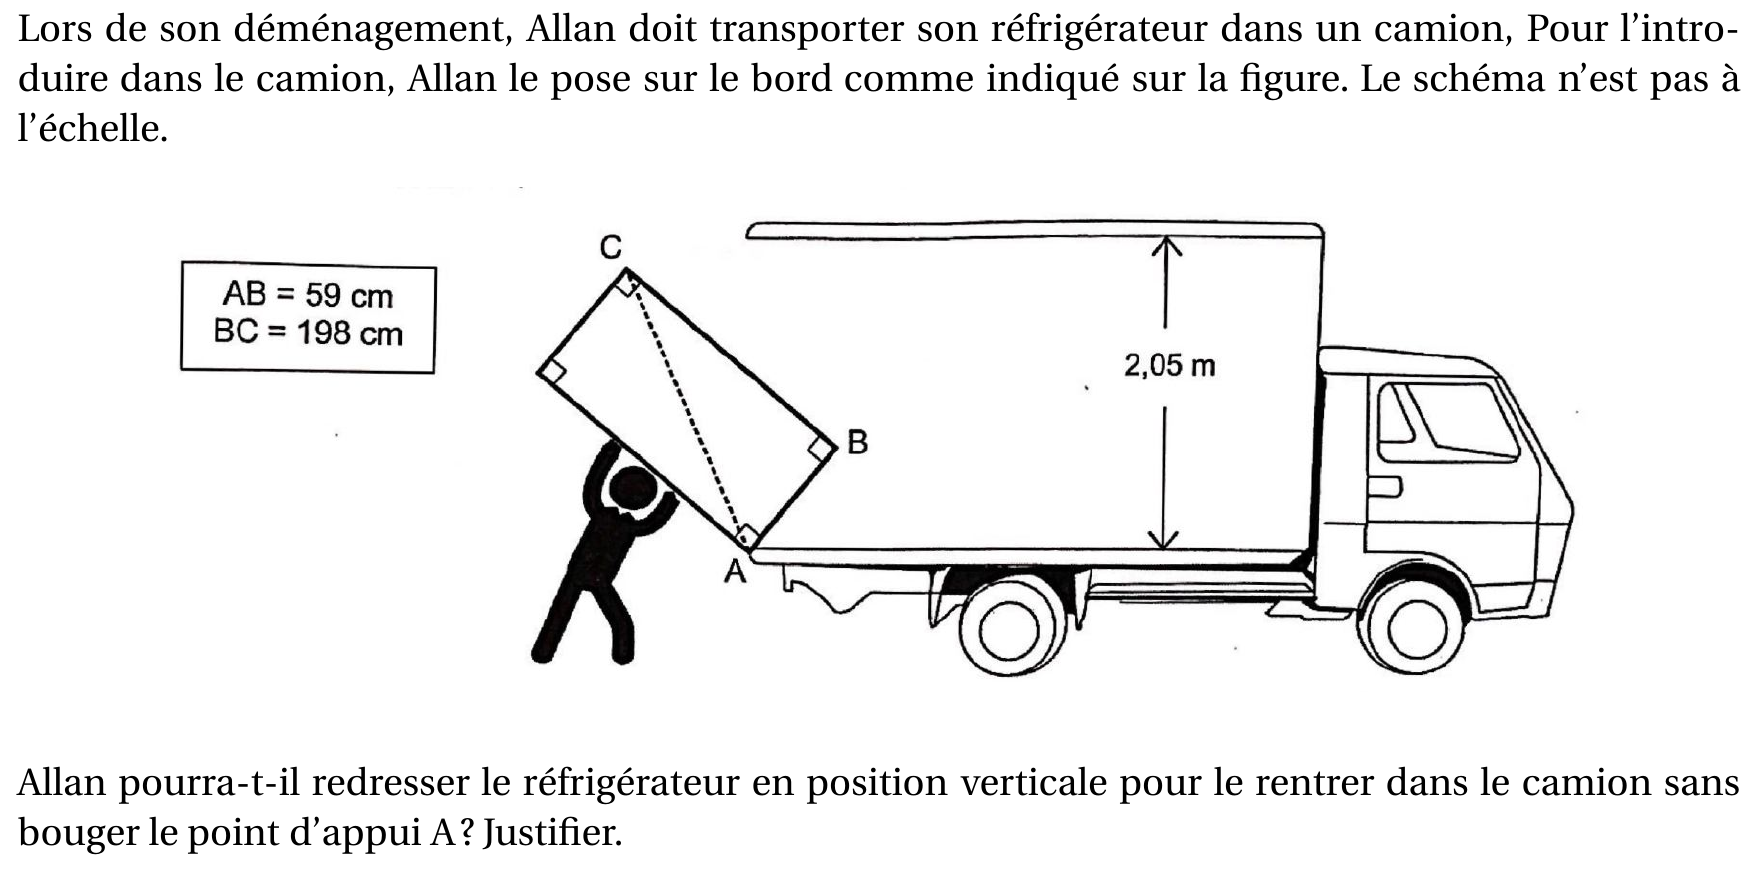 Lors de son déménagement, Allan doit transporter son réfrigérateur dans un camion, Pour l'intro-
duire dans le camion, Allan le pose sur le bord comme indiqué sur la figure. Le schéma n'est pas à
l'échelle.
C
AB = 59 cm
BC = 198 cm
2,05 m
B
A
Allan pourra-t-il redresser le réfrigérateur en position verticale pour le rentrer dans le camion sans
bouger le point d'appui A ? Justifier.